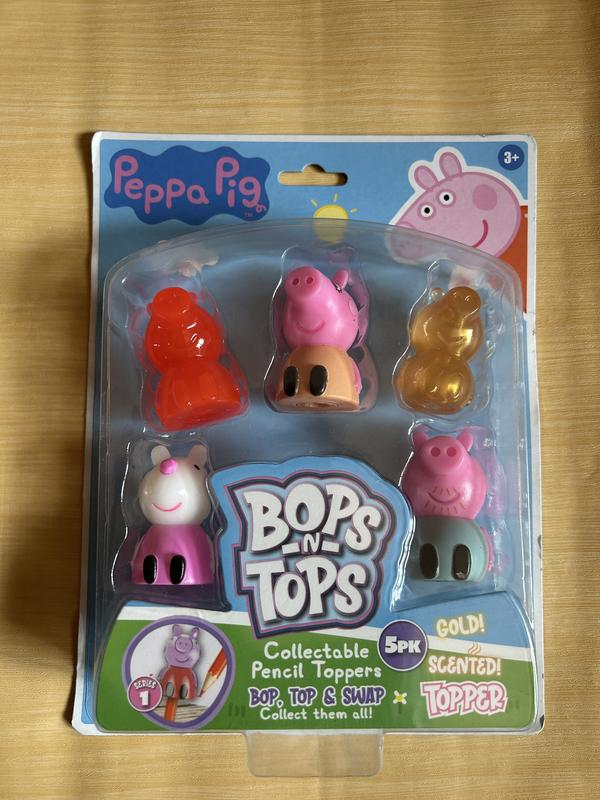 Peppa Pig
TM
3+
BOPS
-N-
TOPS
Collectable
Pencil Toppers
BOP, TOP & SWAP
Collect them all!
5PK
GOLD!
SCENTED!
TOPPER
SERIES
1